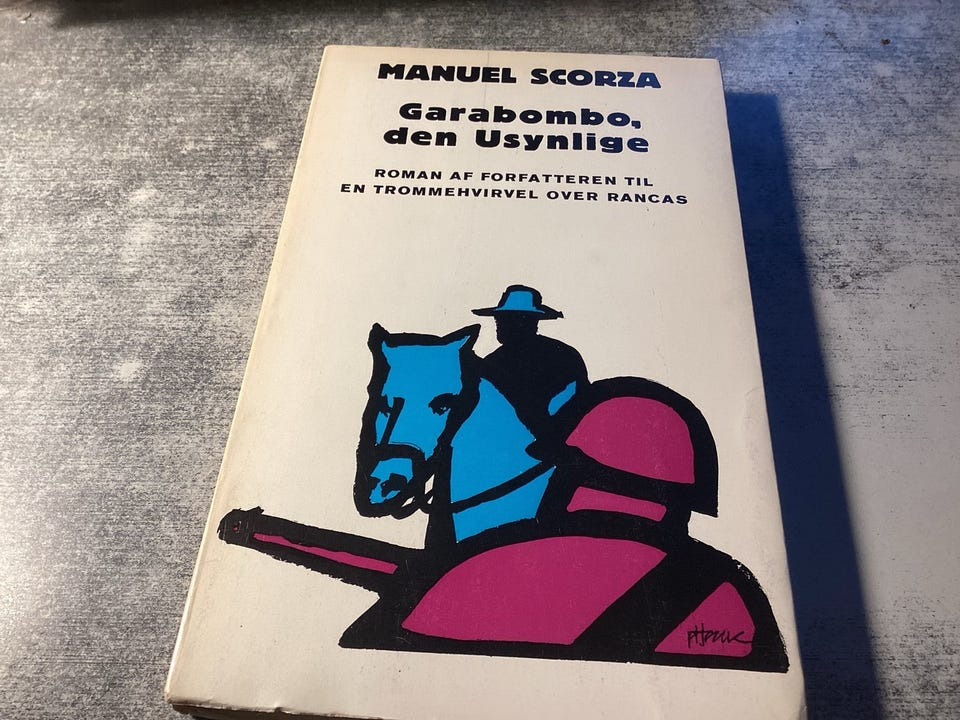 MANUEL SCORZA
Garabombo,
den Usynlige
ROMAN AF FORFATTEREN TIL
EN TROMMEHVIRVEL OVER RANCAS